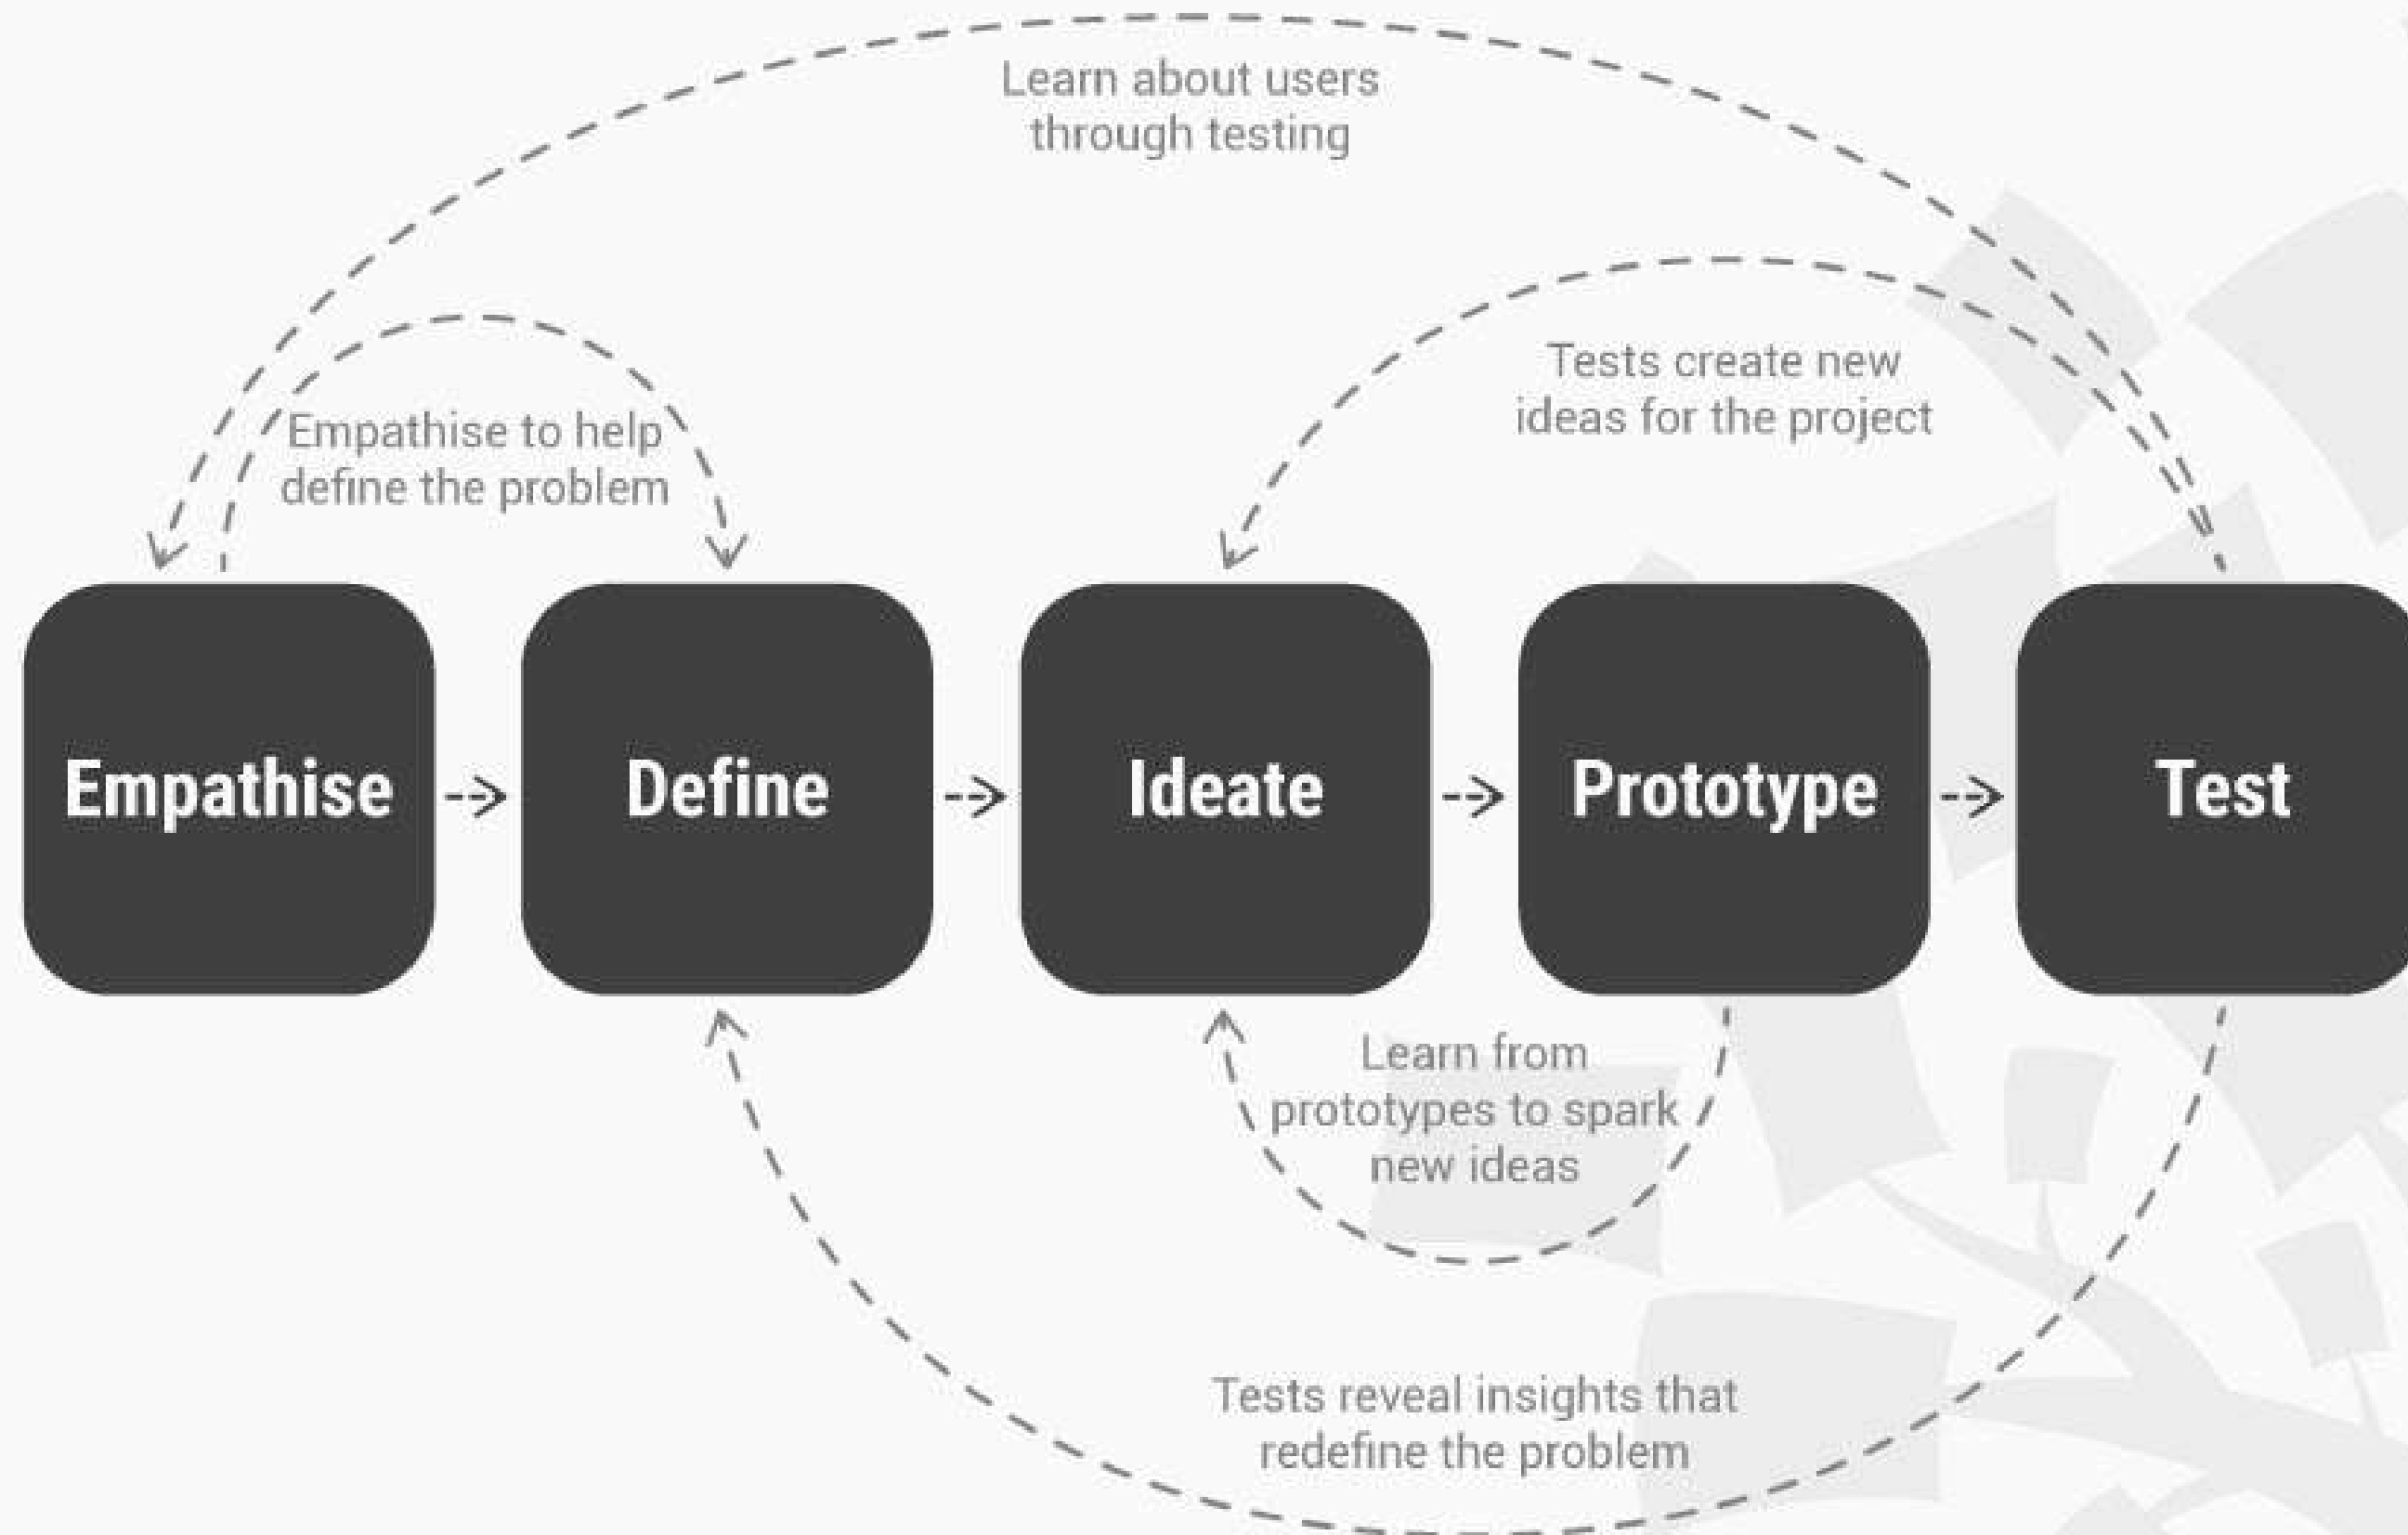 Learn about users
through testing
Tests create new
ideas for the project
Empathise to help
define the problem
Empathise
Define
Ideate
Prototype
Test
Learn from
prototypes to spark
new ideas
Tests reveal insights that
redefine the problem